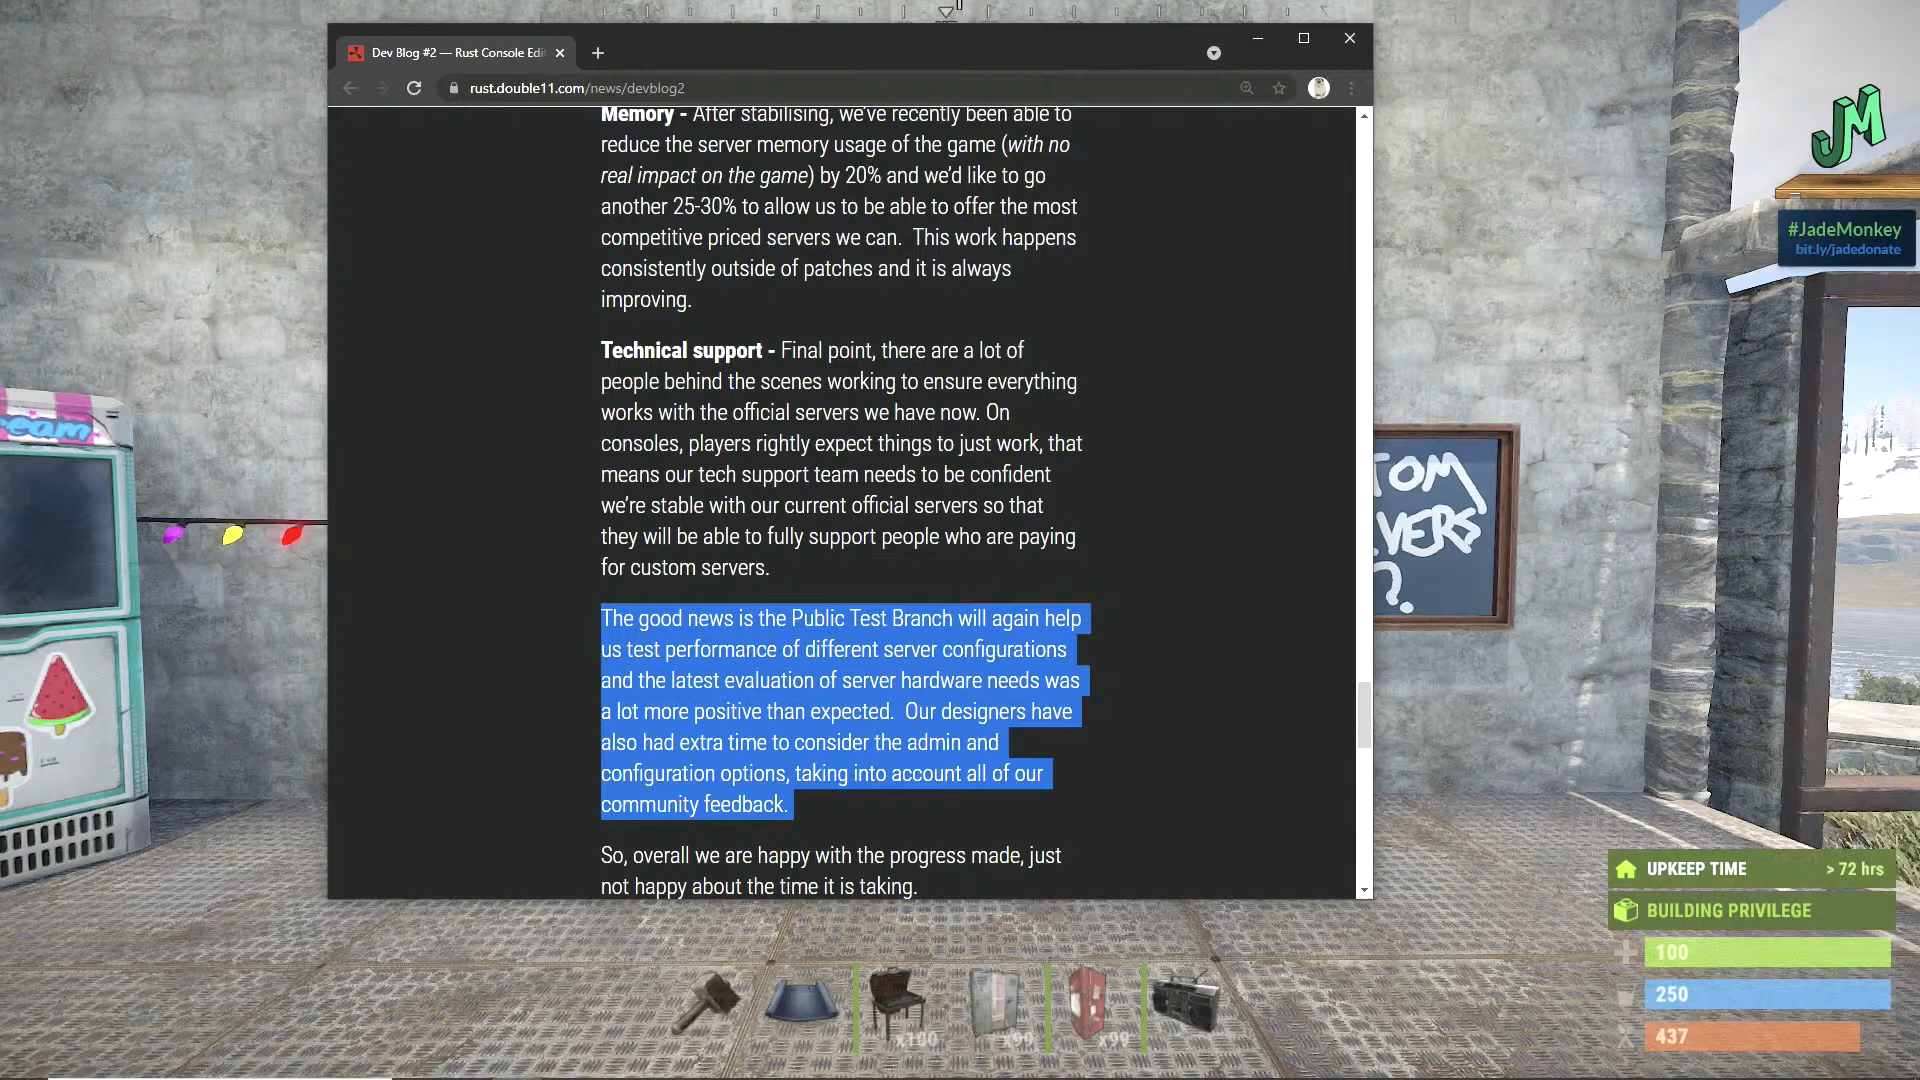 Dev Blog #2 — Rust Console Edi
rust.double11.com/news/devblog2
Memory - After stabilising, we've recently been able to
reduce the server memory usage of the game (with no
real impact on the game) by 20% and we'd like to go
another 25-30% to allow us to be able to offer the most
competitive priced servers we can.  This work happens
consistently outside of patches and it is always
improving.
Technical support - Final point, there are a lot of
people behind the scenes working to ensure everything
works with the official servers we have now. On
consoles, players rightly expect things to just work, that
means our tech support team needs to be confident
we're stable with our current official servers so that
they will be able to fully support people who are paying
for custom servers.
The good news is the Public Test Branch will again help
us test performance of different server configurations
and the latest evaluation of server hardware needs was
a lot more positive than expected.  Our designers have
also had extra time to consider the admin and
configuration options, taking into account all of our
community feedback.
So, overall we are happy with the progress made, just
not happy about the time it is taking.
JM
#JadeMonkey
bit.ly/jadedonate
eam
TOM
VERS
?.
UPKEEP TIME > 72 hrs
BUILDING PRIVILEGE
100
250
437
x100 x99 x99